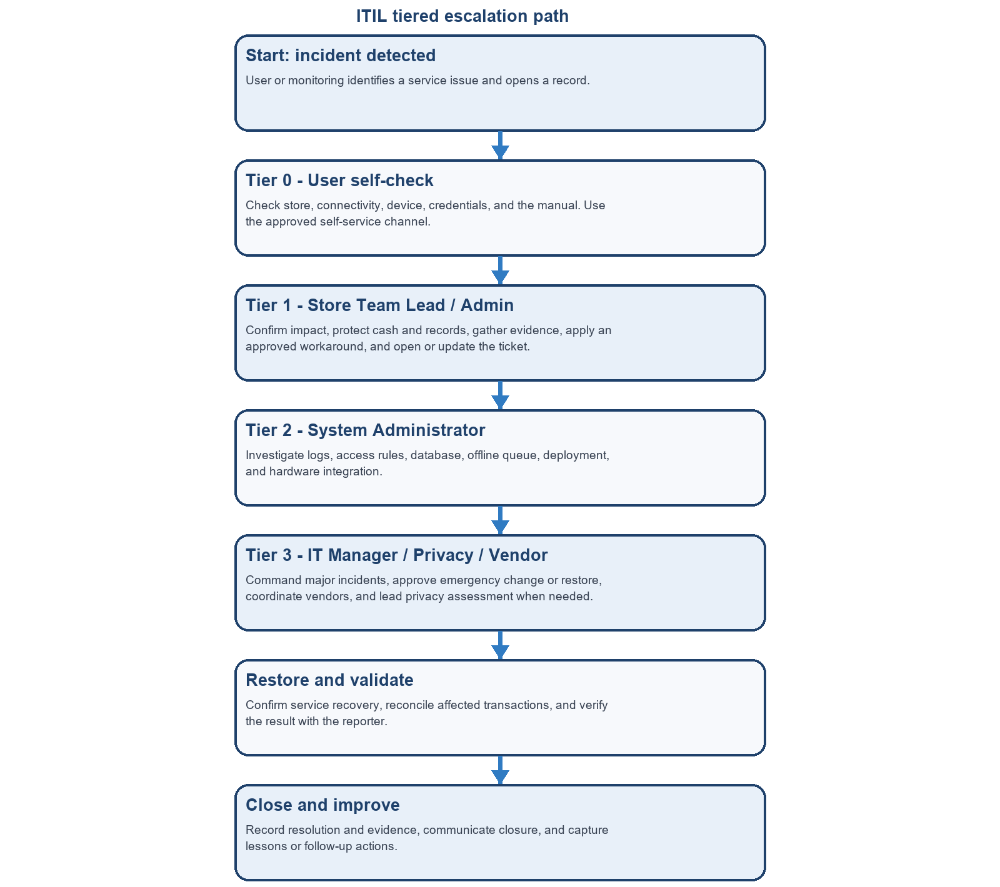 ITIL tiered escalation path
Start: incident detected
User or monitoring identifies a service issue and opens a record.
Tier 0 - User self-check
Check store, connectivity, device, credentials, and the manual. Use
the approved self-service channel.
Tier 1 - Store Team Lead / Admin
Confirm impact, protect cash and records, gather evidence, apply an
approved workaround, and open or update the ticket.
Tier 2 - System Administrator
Investigate logs, access rules, database, offline queue, deployment,
and hardware integration.
Tier 3 - IT Manager / Privacy / Vendor
Command major incidents, approve emergency change or restore,
coordinate vendors, and lead privacy assessment when needed.
Restore and validate
Confirm service recovery, reconcile affected transactions, and verify
the result with the reporter.
Close and improve
Record resolution and evidence, communicate closure, and capture
lessons or follow-up actions.